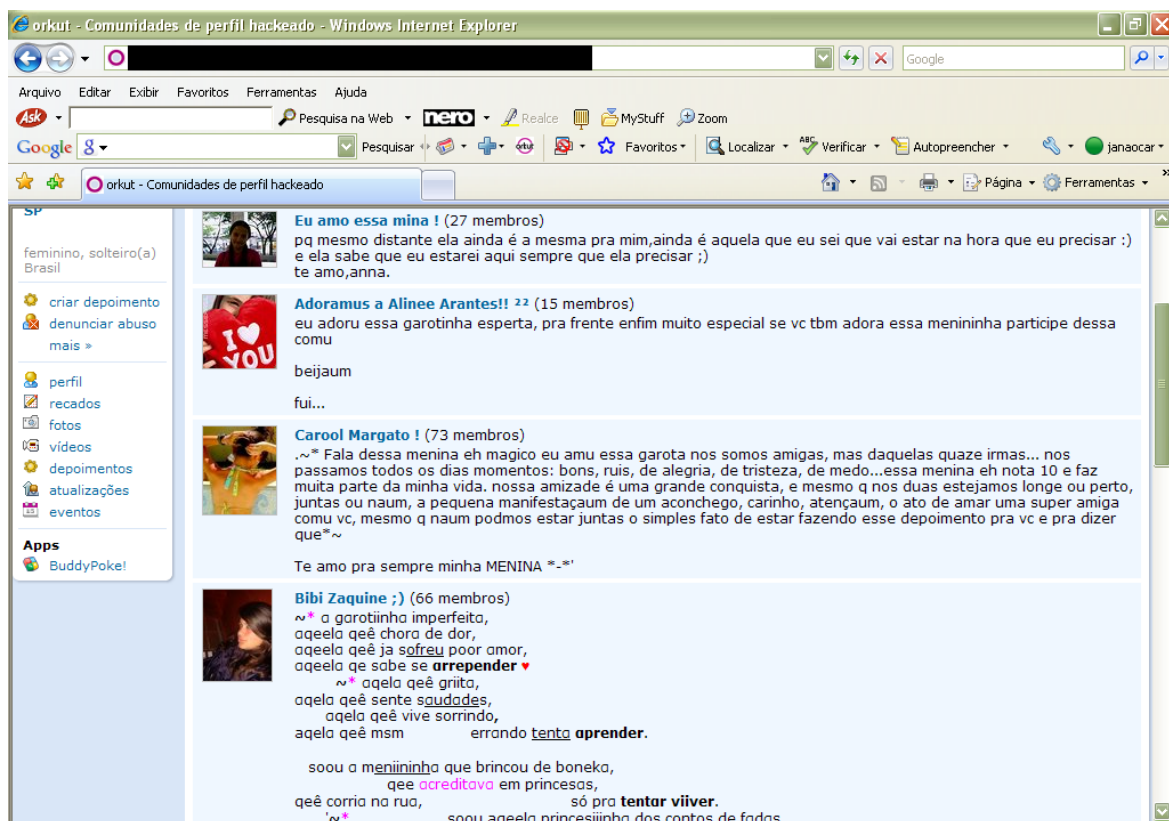 orkut - Comunidades de perfil hackeado - Windows Internet Explorer
Google
Arquivo Editar Exibir Favoritos Ferramentas Ajuda
Ask Pesquisa na Web nero Realce MyStuff Zoom
Google g Pesquisar orkut Favoritos Localizar ABC Verificar Autopreencher janaocar
orkut - Comunidades de perfil hackeado Página Ferramentas »
SP
feminino, solteiro(a)
Brasil
criar depoimento
denunciar abuso
mais »
perfil
recados
fotos
vídeos
depoimentos
atualizações
eventos
Apps
BuddyPoke!
Eu amo essa mina ! (27 membros)
pq mesmo distante ela ainda é a mesma pra mim,ainda é aquela que eu sei que vai estar na hora que eu precisar :)
e ela sabe que eu estarei aqui sempre que ela precisar ;)
te amo,anna.
I
YOU
Adoramus a Alinee Arantes!! ²² (15 membros)
eu adoru essa garotinha esperta, pra frente enfim muito especial se vc tbm adora essa menininha participe dessa
comu
beijaum
fui...
Carool Margato ! (73 membros)
.~* Fala dessa menina eh magico eu amu essa garota nos somos amigas, mas daquelas quaze irmas... nos
passamos todos os dias momentos: bons, ruis, de alegria, de tristeza, de medo...essa menina eh nota 10 e faz
muita parte da minha vida. nossa amizade é uma grande conquista, e mesmo q nos duas estejamos longe ou perto,
juntas ou naum, a pequena manifestaçaum de um aconchego, carinho, atençaum, o ato de amar uma super amiga
comu vc, mesmo q naum podmos estar juntas o simples fato de estar fazendo esse depoimento pra vc e pra dizer
que*~
Te amo pra sempre minha MENINA *-*'
Bibi Zaquine ;) (66 membros)
~* a garotiinha imperfeita,
aqeela qeê chora de dor,
aqeela qeê ja sofreu poor amor,
aqeela qe sabe se arrepender ♥
~* aqela qeê griita,
aqela qeê sente saudades,
aqela qeê vive sorrindo,
aqela qeê msm errando tenta aprender.
soou a meniininha que brincou de boneka,
qee acreditava em princesas,
qeê corria na rua, só pra tentar viiver.
'~* soou aqeela princesiiinha dos contos de fadas